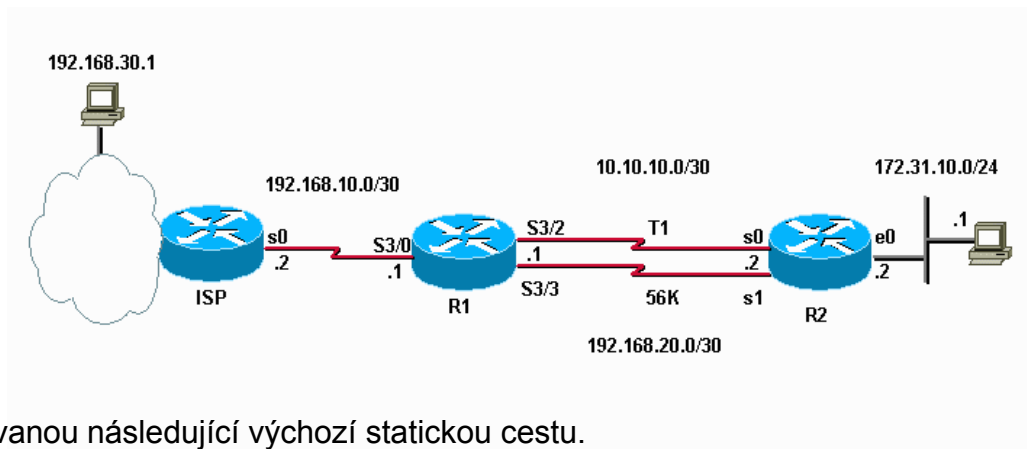 192.168.30.1
192.168.10.0/30
10.10.10.0/30
172.31.10.0/24
s0
.2
ISP
S3/0
.1
R1
S3/2
.1
S3/3
T1
56K
s0
.2
s1
R2
e0
.2
.1
192.168.20.0/30
vanou následující výchozí statickou cestu.